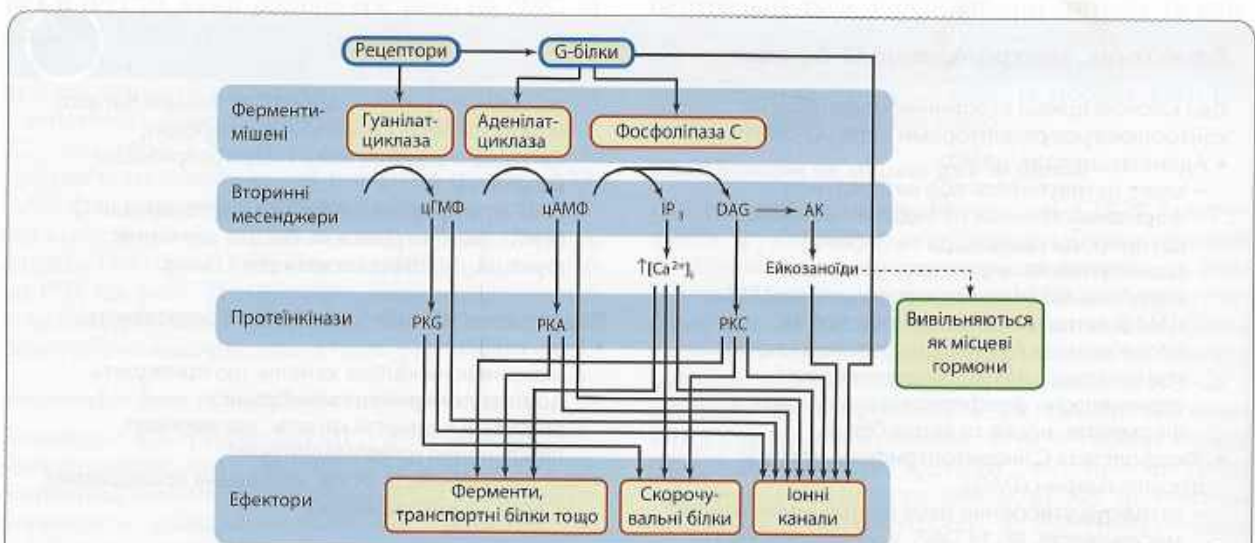 Рецептори
G-білки
Ферменти-
мішені
Гуанілат-
циклаза
Аденілат-
циклаза
Фосфоліпаза С
Вторинні
месенджери
цГМФ
цАМФ
IP₃
DAG
АК
↑[Ca²⁺]ᵢ
Ейкозаноїди
Протеїнкінази
PKG
PKA
PKC
Вивільняються
як місцеві
гормони
Ефектори
Ферменти,
транспортні білки тощо
Скорочу-
вальні білки
Іонні
канали